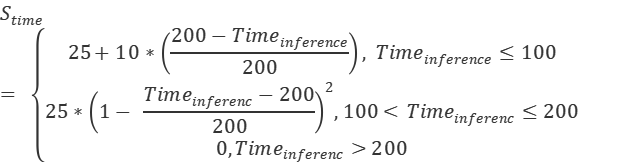 S_time
= { 25 + 10 * ((200 − Time_inference) / 200), Time_inference ≤ 100
25 * (1 − (Time_inferenc − 200) / 200)^2, 100 < Time_inferenc ≤ 200
0, Time_inferenc > 200